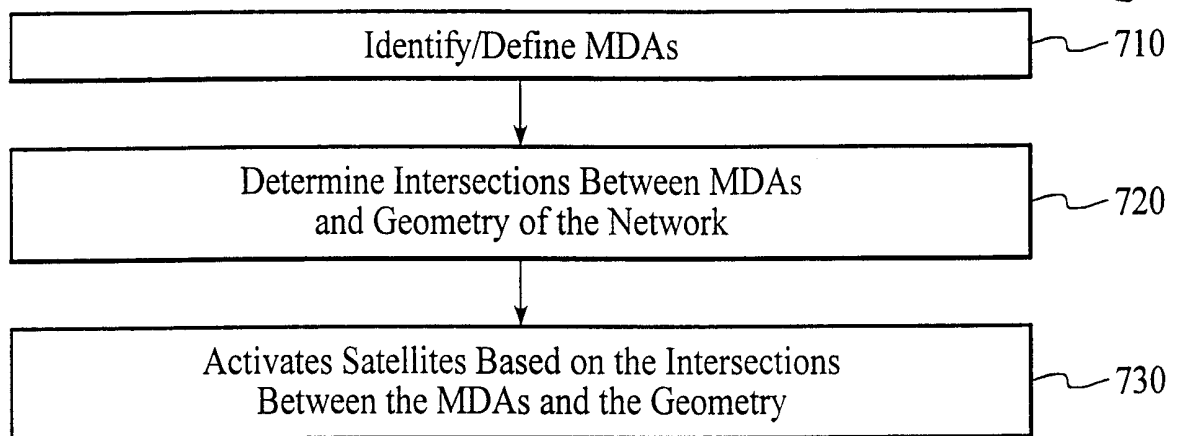 Identify/Define MDAs
710
Determine Intersections Between MDAs
and Geometry of the Network
720
Activates Satellites Based on the Intersections
Between the MDAs and the Geometry
730